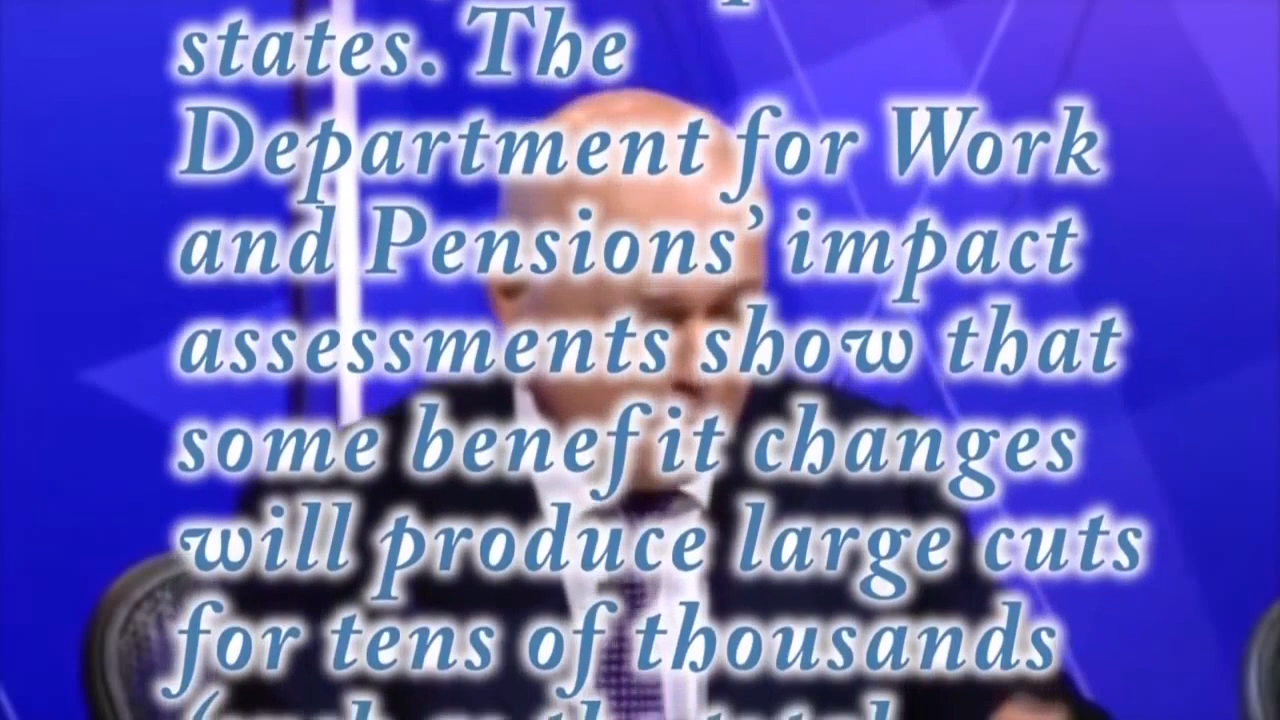 states. The
Department for Work
and Pensions’ impact
assessments show that
some benefit changes
will produce large cuts
for tens of thousands